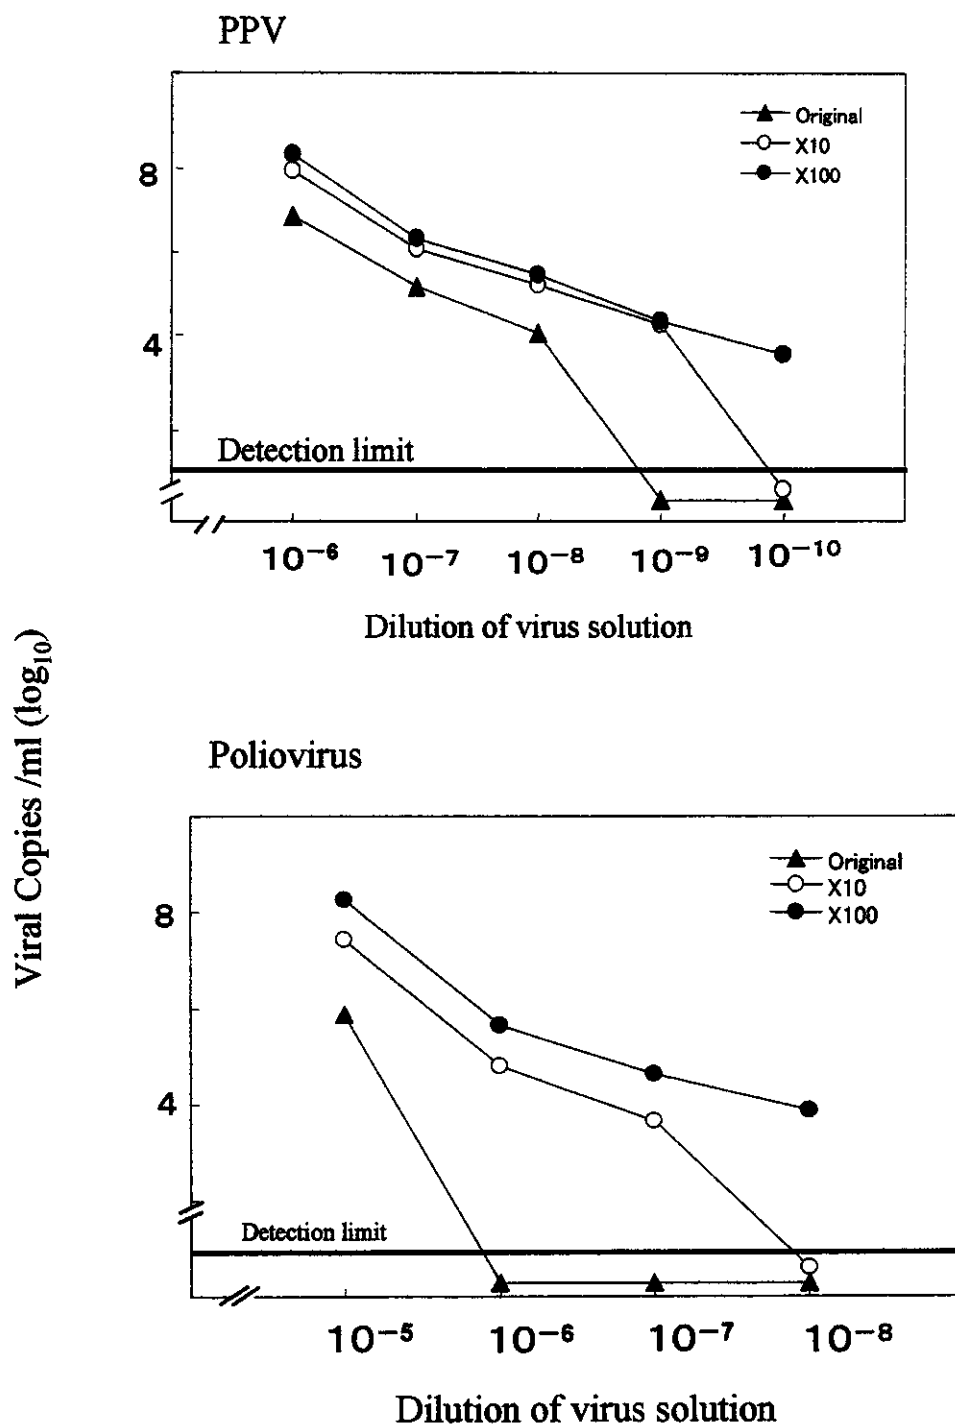 PPV
Original
X10
X100
8
4
Detection limit
10⁻⁶ 10⁻⁷ 10⁻⁸ 10⁻⁹ 10⁻¹⁰
Dilution of virus solution
Viral Copies /ml (log₁₀)
Poliovirus
Original
X10
X100
8
4
Detection limit
10⁻⁵ 10⁻⁶ 10⁻⁷ 10⁻⁸
Dilution of virus solution